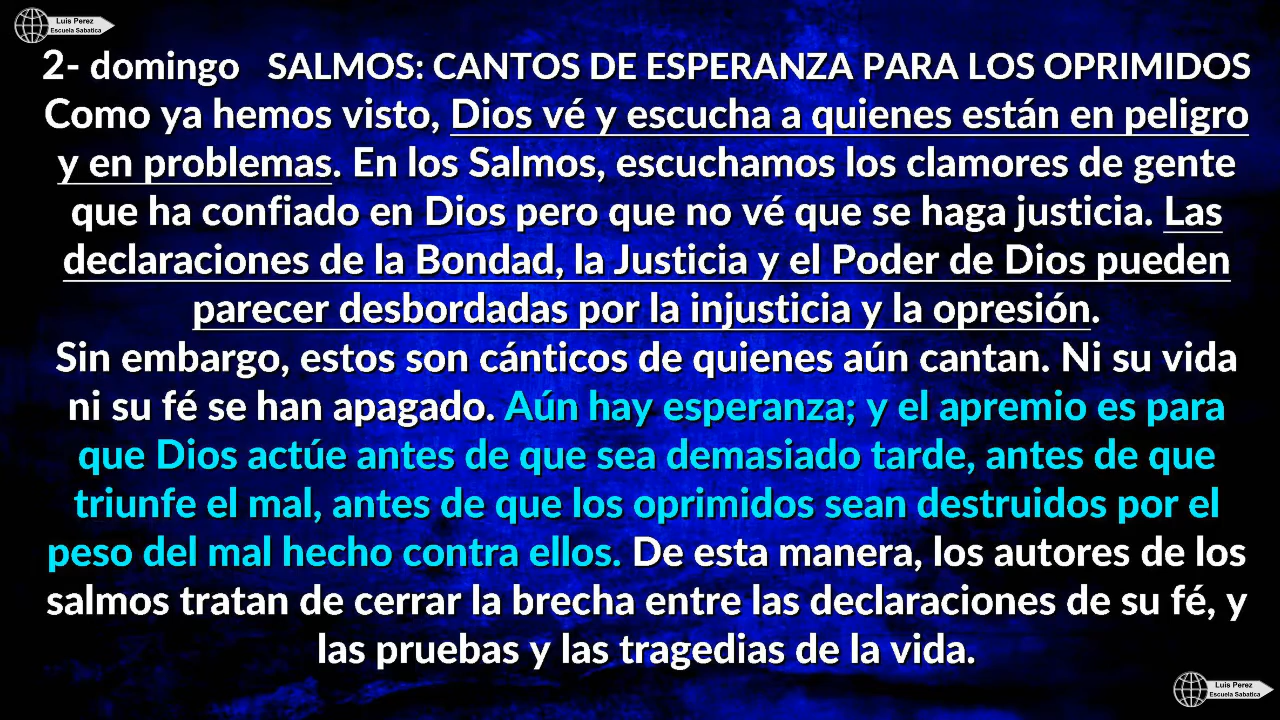 Luis Perez
Escuela Sabatica
2- domingo SALMOS: CANTOS DE ESPERANZA PARA LOS OPRIMIDOS
Como ya hemos visto, Dios vé y escucha a quienes están en peligro
y en problemas. En los Salmos, escuchamos los clamores de gente
que ha confiado en Dios pero que no vé que se haga justicia. Las
declaraciones de la Bondad, la Justicia y el Poder de Dios pueden
parecer desbordadas por la injusticia y la opresión.
Sin embargo, estos son cánticos de quienes aún cantan. Ni su vida
ni su fé se han apagado. Aún hay esperanza; y el apremio es para
que Dios actúe antes de que sea demasiado tarde, antes de que
triunfe el mal, antes de que los oprimidos sean destruidos por el
peso del mal hecho contra ellos. De esta manera, los autores de los
salmos tratan de cerrar la brecha entre las declaraciones de su fé, y
las pruebas y las tragedias de la vida.
Luis Perez
Escuela Sabatica